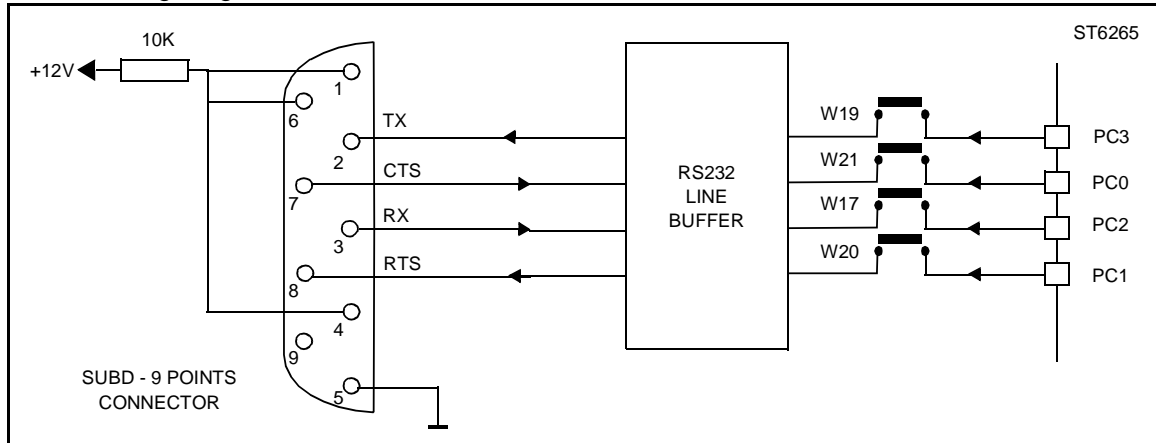 10K
ST6265
+12V
1
6
TX
W19
PC3
2
CTS
W21
PC0
7
RS232
LINE
BUFFER
RX
W17
PC2
3
RTS
W20
PC1
8
4
9
SUBD - 9 POINTS
CONNECTOR
5